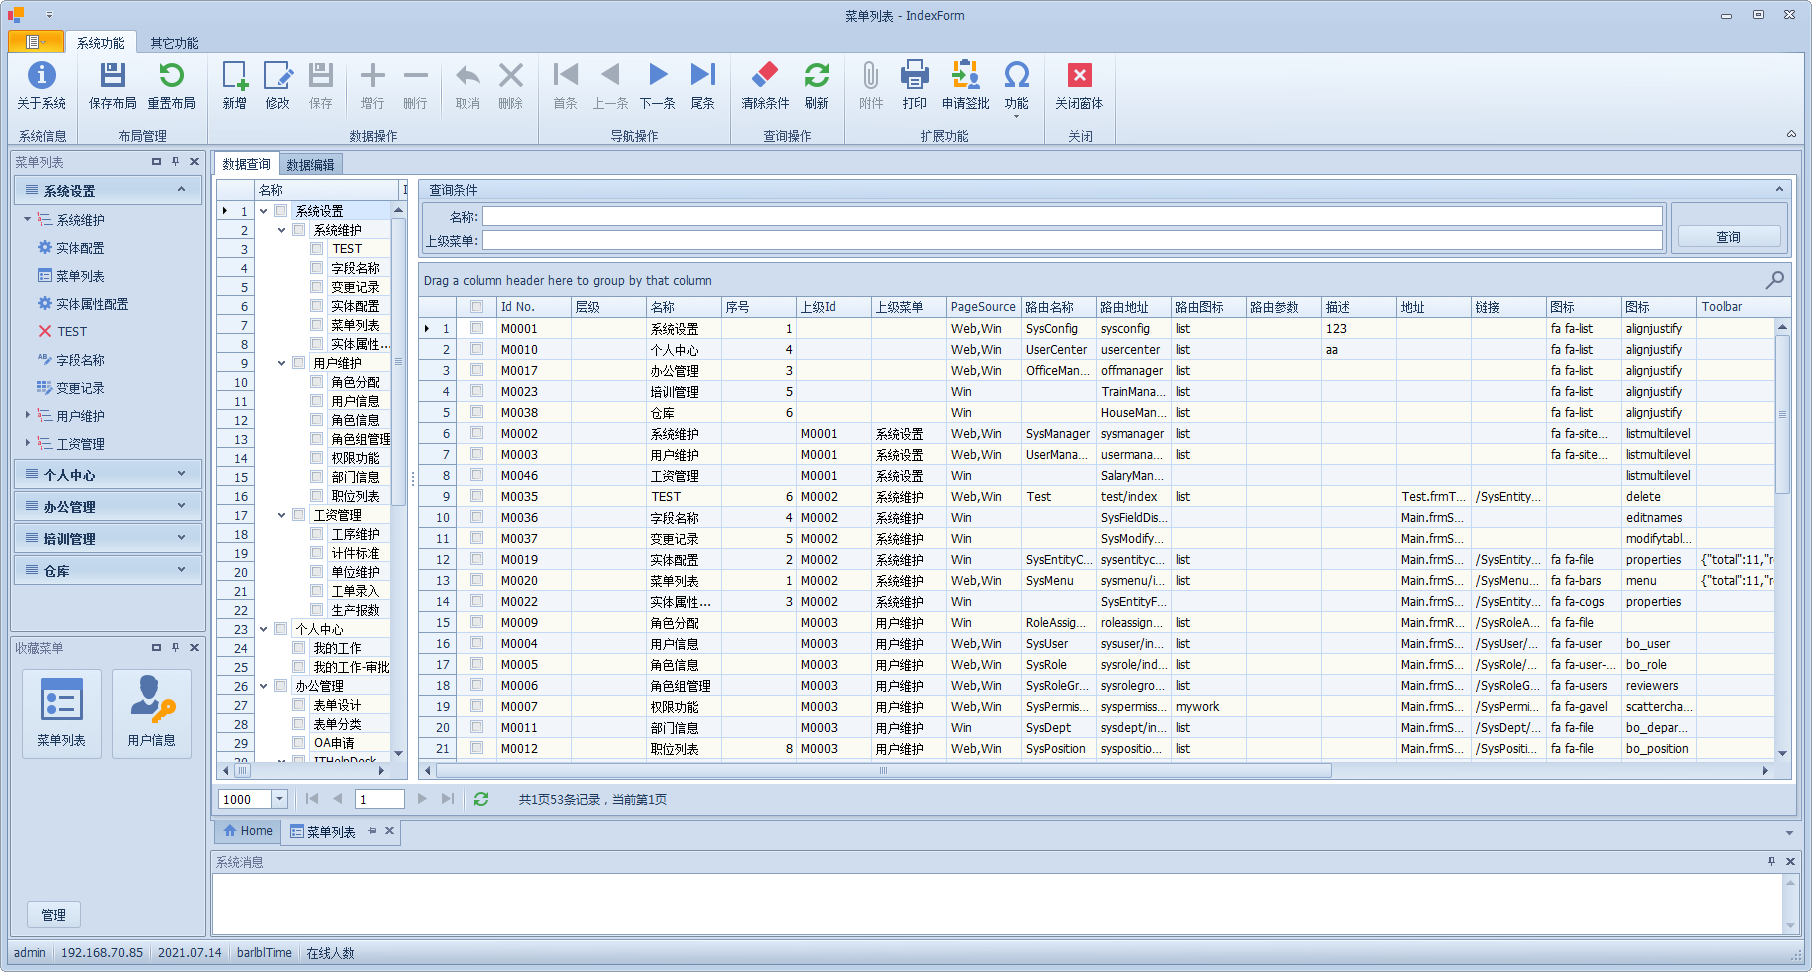 菜单列表 - IndexForm
系统功能 其它功能
关于系统 保存布局 重置布局 新增 修改 保存 增行 删行 取消 删除 首条 上一条 下一条 尾条 清除条件 刷新 附件 打印 申请签批 功能 关闭窗体
系统信息 布局管理 数据操作 导航操作 查询操作 扩展功能 关闭
菜单列表
系统设置
系统维护
实体配置
菜单列表
实体属性配置
TEST
字段名称
变更记录
用户维护
工资管理
个人中心
办公管理
培训管理
仓库
收藏菜单
菜单列表 用户信息
管理
数据查询 数据编辑
名称
1 系统设置
2 系统维护
3 TEST
4 字段名称
5 变更记录
6 实体配置
7 菜单列表
8 实体属性...
9 用户维护
10 角色分配
11 用户信息
12 角色信息
13 角色组管理
14 权限功能
15 部门信息
16 职位列表
17 工资管理
18 工序维护
19 计件标准
20 单位维护
21 工单录入
22 生产报数
23 个人中心
24 我的工作
25 我的工作-审批
26 办公管理
27 表单设计
28 表单分类
29 OA申请
30 ITHelpDesk
查询条件
名称:
上级菜单:
查询
Drag a column header here to group by that column
Id No. 层级 名称 序号 上级Id 上级菜单 PageSource 路由名称 路由地址 路由图标 路由参数 描述 地址 链接 图标 图标 Toolbar
1 M0001 系统设置 1 Web,Win SysConfig sysconfig list 123 fa fa-list alignjustify
2 M0010 个人中心 4 Web,Win UserCenter usercenter list aa fa fa-list alignjustify
3 M0017 办公管理 3 Web,Win OfficeMan... offmanager list fa fa-list alignjustify
4 M0023 培训管理 5 Win TrainMana... list fa fa-list alignjustify
5 M0038 仓库 6 Win HouseMan... list fa fa-list alignjustify
6 M0002 系统维护 M0001 系统设置 Web,Win SysManager sysmanager list fa fa-site... listmultilevel
7 M0003 用户维护 M0001 系统设置 Web,Win UserMana... usermana... list fa fa-site... listmultilevel
8 M0046 工资管理 M0001 系统设置 Win SalaryMan... listmultilevel
9 M0035 TEST 6 M0002 系统维护 Web,Win Test test/index list Test.frmT... /SysEntity... delete
10 M0036 字段名称 4 M0002 系统维护 Win SysFieldDis... Main.frmS... editnames
11 M0037 变更记录 5 M0002 系统维护 Win SysModify... Main.frmS... modifytabl...
12 M0019 实体配置 2 M0002 系统维护 Web,Win SysEntityC... sysentityc... list Main.frmS... /SysEntity... fa fa-file properties {"total":11,"r
13 M0020 菜单列表 1 M0002 系统维护 Web,Win SysMenu sysmenu/i... list Main.frmS... /SysMenu... fa fa-bars menu {"total":11,"r
14 M0022 实体属性... 3 M0002 系统维护 Win SysEntityF... Main.frmS... /SysEntity... fa fa-cogs properties
15 M0009 角色分配 M0003 用户维护 Win RoleAssig... roleassign... list Main.frmR... /SysRoleA... fa fa-file
16 M0004 用户信息 M0003 用户维护 Web,Win SysUser sysuser/in... list Main.frmS... /SysUser/... fa fa-user bo_user
17 M0005 角色信息 M0003 用户维护 Web,Win SysRole sysrole/ind... list Main.frmS... /SysRole/... fa fa-user-... bo_role
18 M0006 角色组管理 M0003 用户维护 Web,Win SysRoleGr... sysrolegro... list Main.frmS... /SysRoleG... fa fa-users reviewers
19 M0007 权限功能 M0003 用户维护 Web,Win SysPermis... syspermiss... mywork Main.frmS... /SysPermi... fa fa-gavel scattercha...
20 M0011 部门信息 M0003 用户维护 Win SysDept sysdept/in... list Main.frmS... /SysDept/... fa fa-file bo_depar...
21 M0012 职位列表 8 M0003 用户维护 Web,Win SysPosition syspositio... list Main.frmS... /SysPositi... fa fa-file bo_position
1000 1 共1页53条记录，当前第1页
Home 菜单列表
系统消息
admin 192.168.70.85 2021.07.14 barlblTime 在线人数